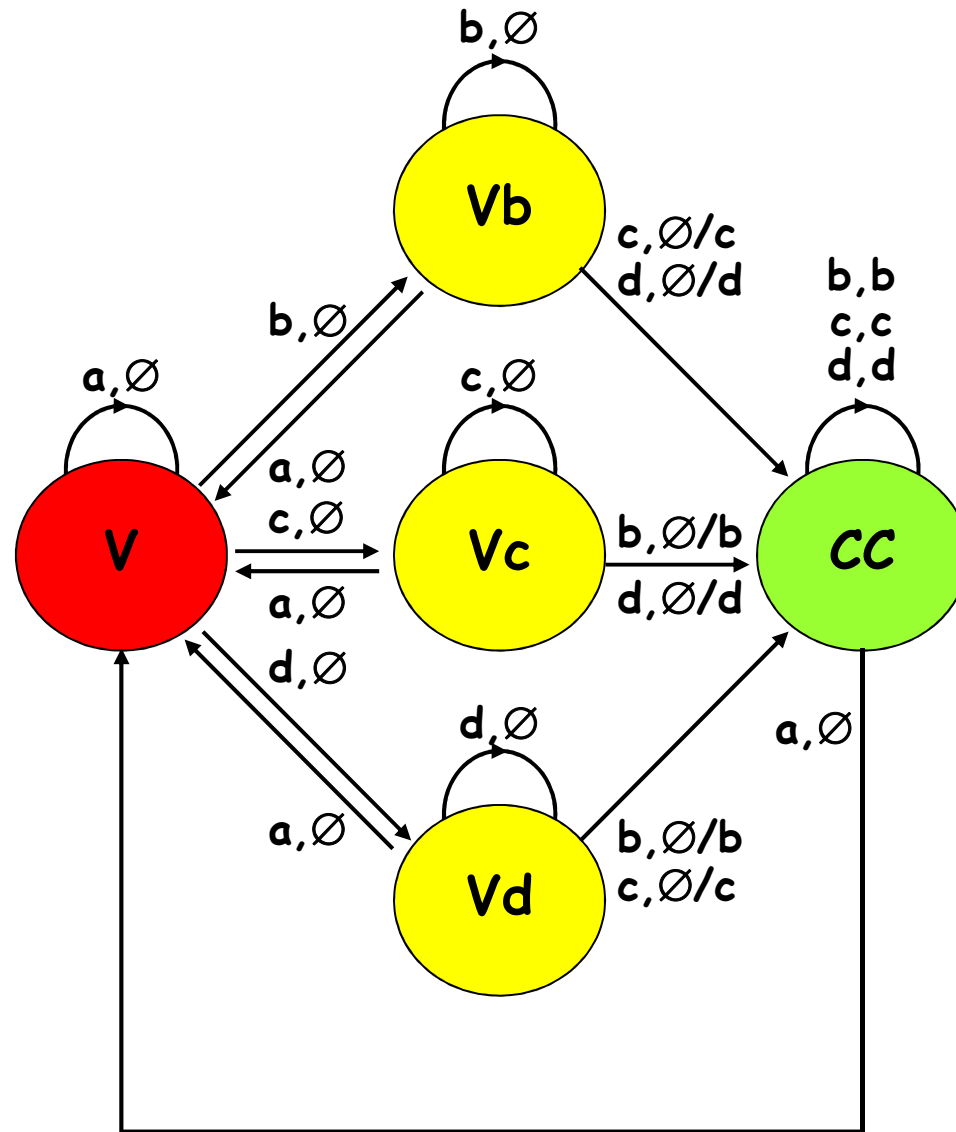 b,∅
Vb
c,∅/c
d,∅/d
b,b
c,c
d,d
b,∅
a,∅
c,∅
a,∅
c,∅
V
Vc
CC
b,∅/b
d,∅/d
a,∅
d,∅
d,∅
a,∅
a,∅
b,∅/b
c,∅/c
Vd